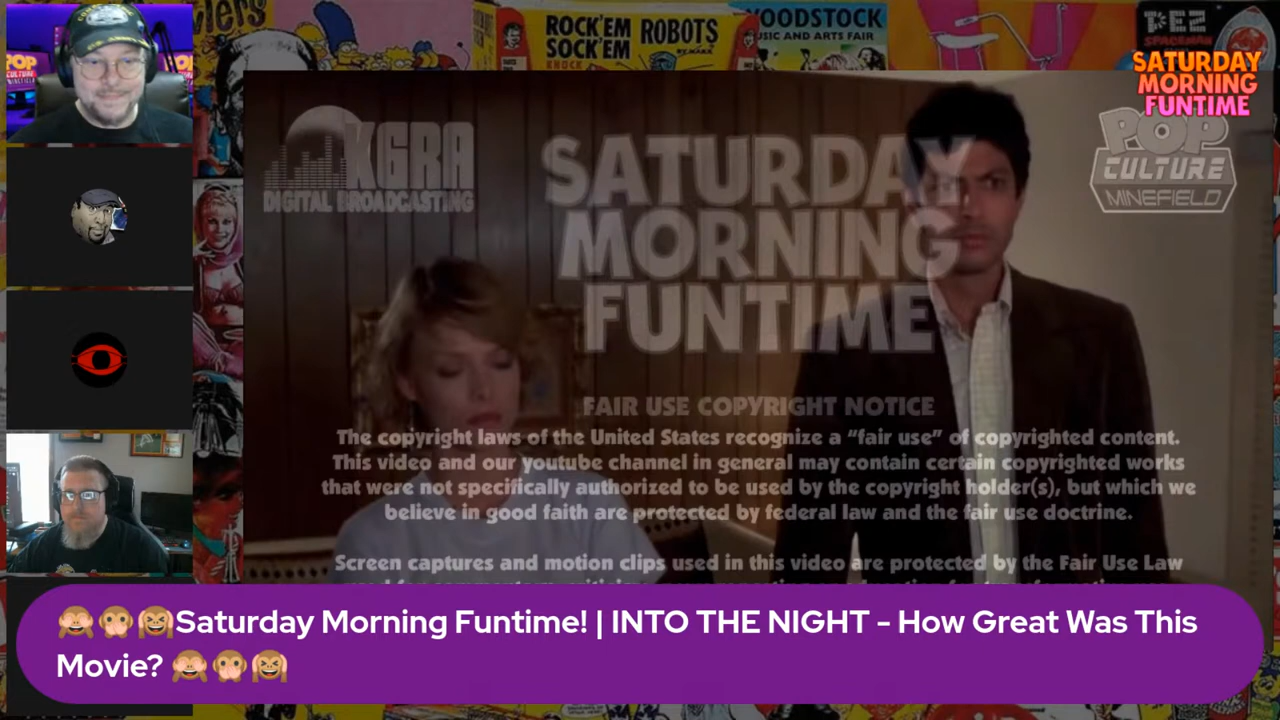 ROCK'EM
SOCK'EM
ROBOTS
BY MARX
KNOCK
WOODSTOCK
MUSIC AND ARTS FAIR
PEZ
SPACEMAN
SATURDAY
MORNING
FUNTIME
POP
CULTURE
MINEFIELD
KGRA
DIGITAL BROADCASTING
SATURDAY
MORNING
FUNTIME
FAIR USE COPYRIGHT NOTICE
The copyright laws of the United States recognize a “fair use” of copyrighted content.
This video and our youtube channel in general may contain certain copyrighted works
that were not specifically authorized to be used by the copyright holder(s), but which we
believe in good faith are protected by federal law and the fair use doctrine.
Screen captures and motion clips used in this video are protected by the Fair Use Law
🙈🙊😆Saturday Morning Funtime! | INTO THE NIGHT - How Great Was This
Movie? 🙈🙊😆